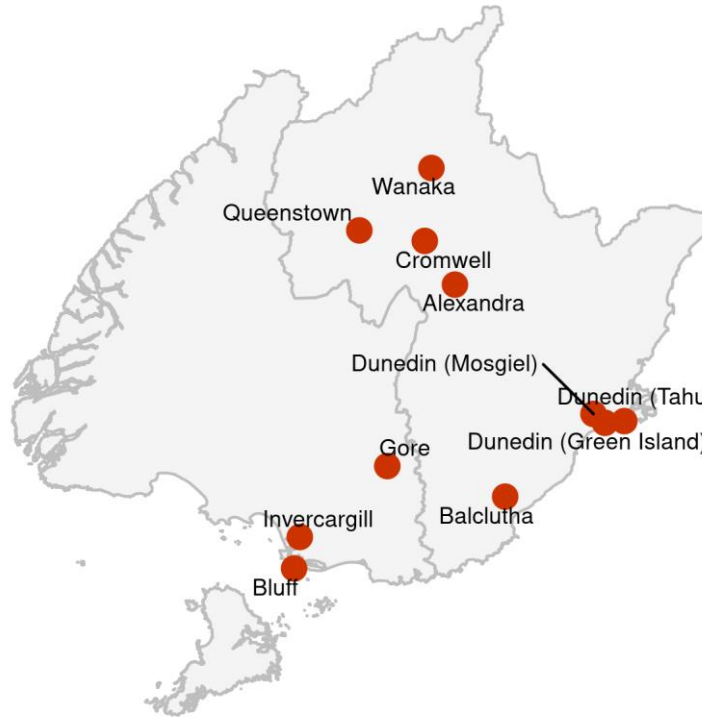 Wanaka
Queenstown
Cromwell
Alexandra
Dunedin (Mosgiel)
Dunedin (Tahu
Dunedin (Green Island)
Gore
Balclutha
Invercargill
Bluff